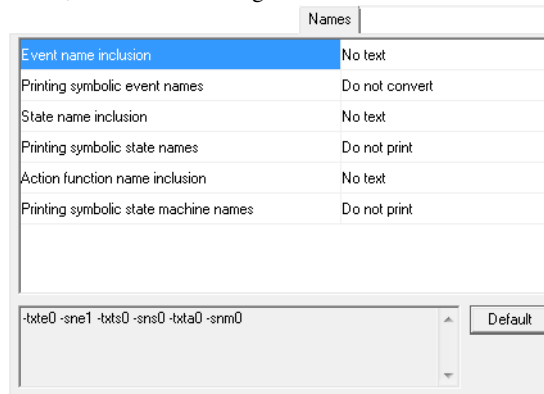 Names
Event name inclusion No text
Printing symbolic event names Do not convert
State name inclusion No text
Printing symbolic state names Do not print
Action function name inclusion No text
Printing symbolic state machine names Do not print
-txte0 -sne1 -txts0 -sns0 -txta0 -snm0
Default